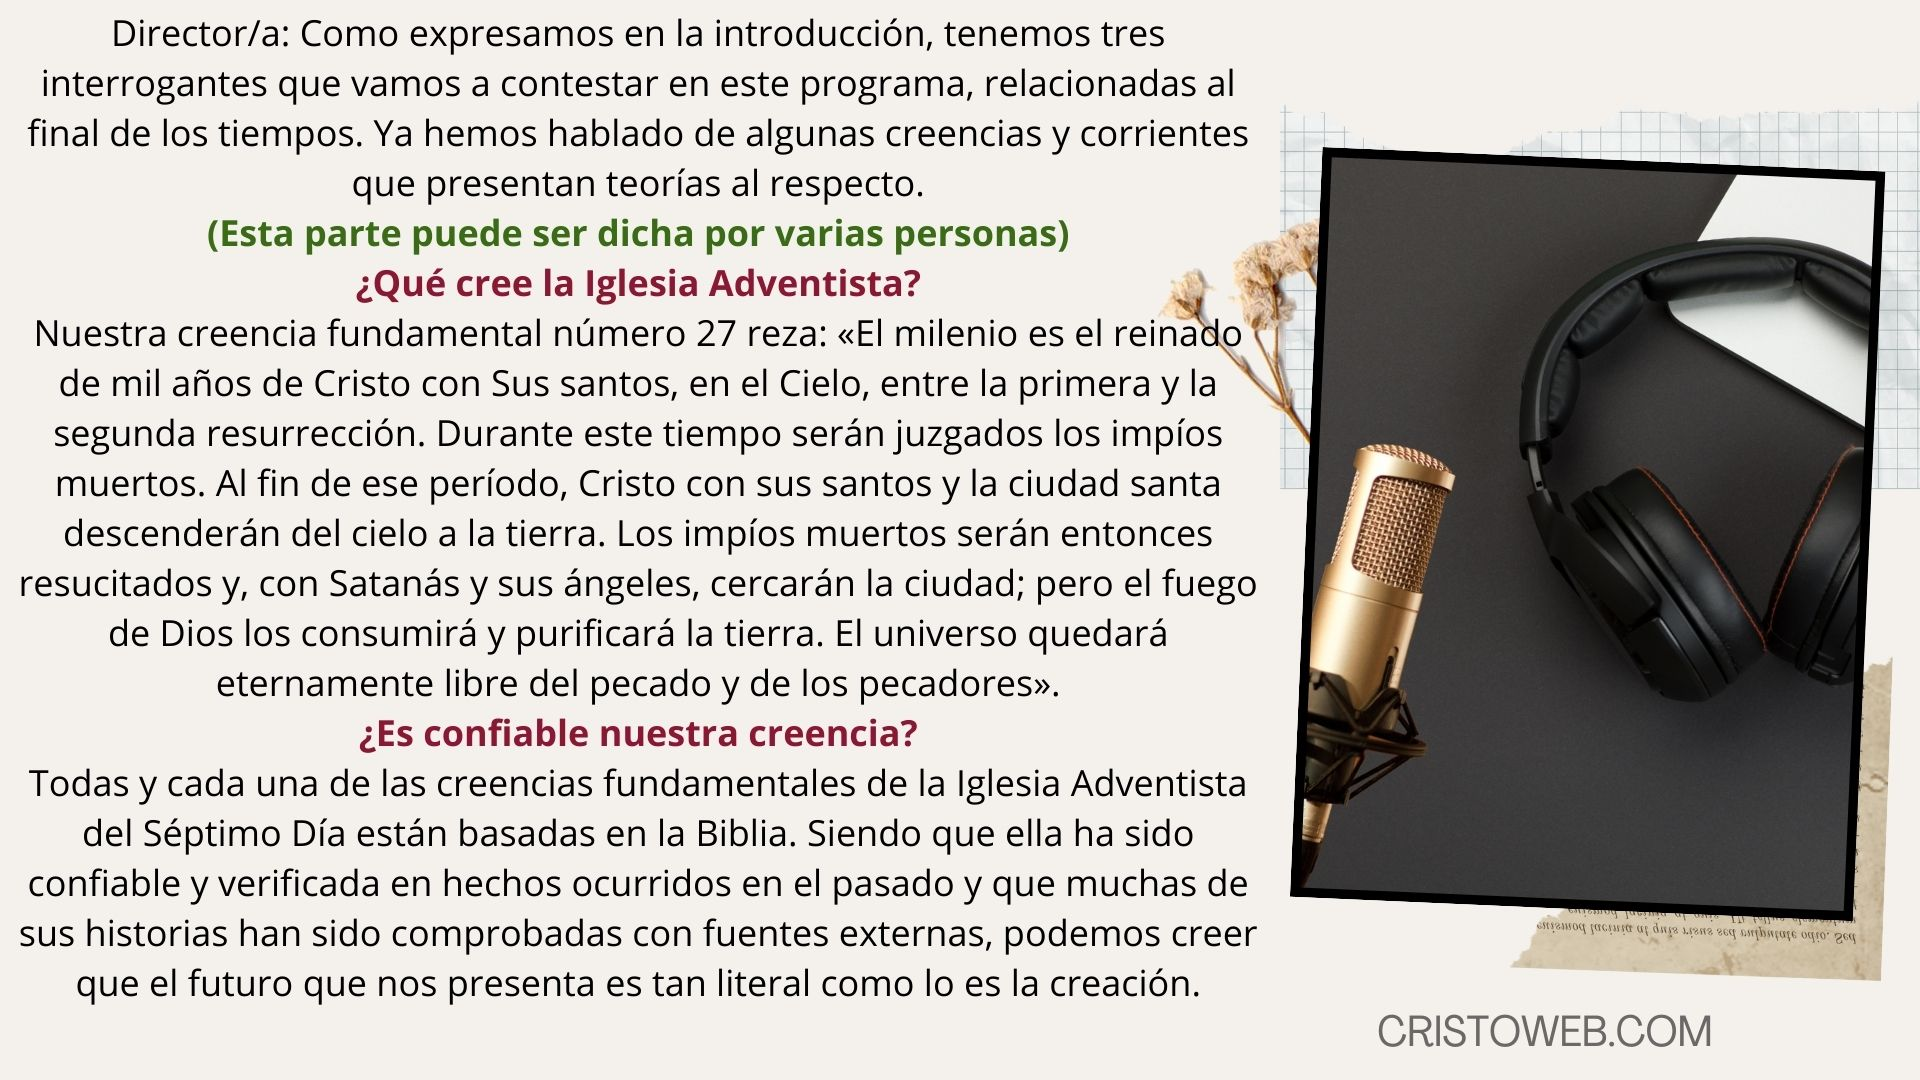 Director/a: Como expresamos en la introducción, tenemos tres
interrogantes que vamos a contestar en este programa, relacionadas al
final de los tiempos. Ya hemos hablado de algunas creencias y corrientes
que presentan teorías al respecto.
(Esta parte puede ser dicha por varias personas)
¿Qué cree la Iglesia Adventista?
Nuestra creencia fundamental número 27 reza: «El milenio es el reinado
de mil años de Cristo con Sus santos, en el Cielo, entre la primera y la
segunda resurrección. Durante este tiempo serán juzgados los impíos
muertos. Al fin de ese período, Cristo con sus santos y la ciudad santa
descenderán del cielo a la tierra. Los impíos muertos serán entonces
resucitados y, con Satanás y sus ángeles, cercarán la ciudad; pero el fuego
de Dios los consumirá y purificará la tierra. El universo quedará
eternamente libre del pecado y de los pecadores».
¿Es confiable nuestra creencia?
Todas y cada una de las creencias fundamentales de la Iglesia Adventista
del Séptimo Día están basadas en la Biblia. Siendo que ella ha sido
confiable y verificada en hechos ocurridos en el pasado y que muchas de
sus historias han sido comprobadas con fuentes externas, podemos creer
que el futuro que nos presenta es tan literal como lo es la creación.
euismod lacinia at quis risus sed vulputate odio. Sed
CRISTOWEB.COM